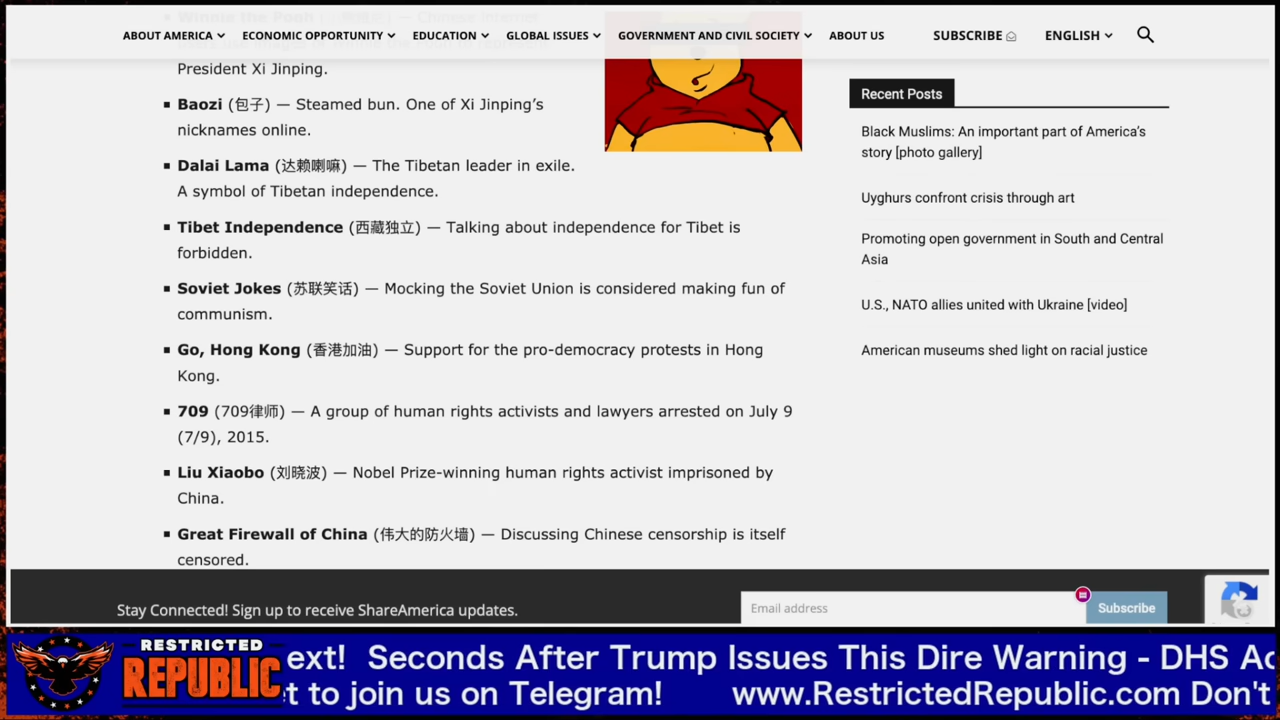 ABOUT AMERICA
ECONOMIC OPPORTUNITY
EDUCATION
GLOBAL ISSUES
GOVERNMENT AND CIVIL SOCIETY
ABOUT US
SUBSCRIBE
ENGLISH
President Xi Jinping.
Baozi (包子) — Steamed bun. One of Xi Jinping’s
nicknames online.
Dalai Lama (达赖喇嘛) — The Tibetan leader in exile.
A symbol of Tibetan independence.
Tibet Independence (西藏独立) — Talking about independence for Tibet is
forbidden.
Soviet Jokes (苏联笑话) — Mocking the Soviet Union is considered making fun of
communism.
Go, Hong Kong (香港加油) — Support for the pro-democracy protests in Hong
Kong.
709 (709律师) — A group of human rights activists and lawyers arrested on July 9
(7/9), 2015.
Liu Xiaobo (刘晓波) — Nobel Prize-winning human rights activist imprisoned by
China.
Great Firewall of China (伟大的防火墙) — Discussing Chinese censorship is itself
censored.
Recent Posts
Black Muslims: An important part of America’s
story [photo gallery]
Uyghurs confront crisis through art
Promoting open government in South and Central
Asia
U.S., NATO allies united with Ukraine [video]
American museums shed light on racial justice
Stay Connected! Sign up to receive ShareAmerica updates.
Email address
Subscribe
RESTRICTED
REPUBLIC
ext! Seconds After Trump Issues This Dire Warning - DHS Ac
et to join us on Telegram! www.RestrictedRepublic.com Don't